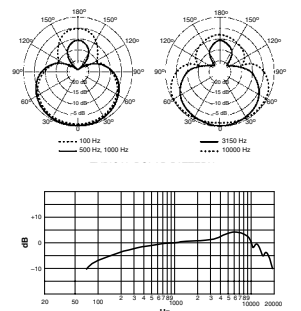 180° 180°
150° 150° 150° 150°
120° 120° 120° 120°
90° 90° 90° 90°
-20 dB -20 dB
-15 dB -15 dB
-10 dB -10 dB
-5 dB -5 dB
60° 60° 60° 60°
30° 30° 30° 30°
0 0
100 Hz 3150 Hz
500 Hz, 1000 Hz 10000 Hz
+10
dB
0
–10
20 50 100 2 3 4 5 6 7 8 9 1000 2 3 4 5 6 7 8 9 10000 20000
Hz